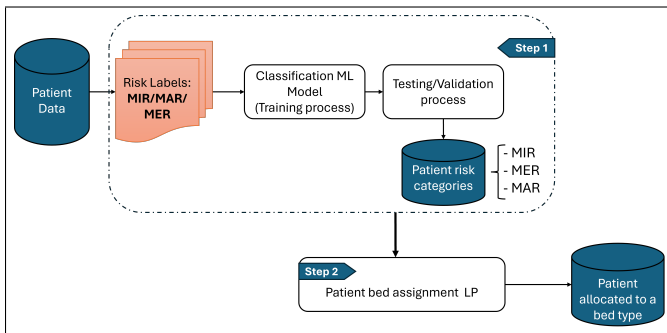 Step 1
Patient
Data
Risk Labels:
MIR/MAR/
MER
Classification ML
Model
(Training process)
Testing/Validation
process
Patient risk
categories
- MIR
- MER
- MAR
Step 2
Patient bed assignment LP
Patient
allocated to a
bed type